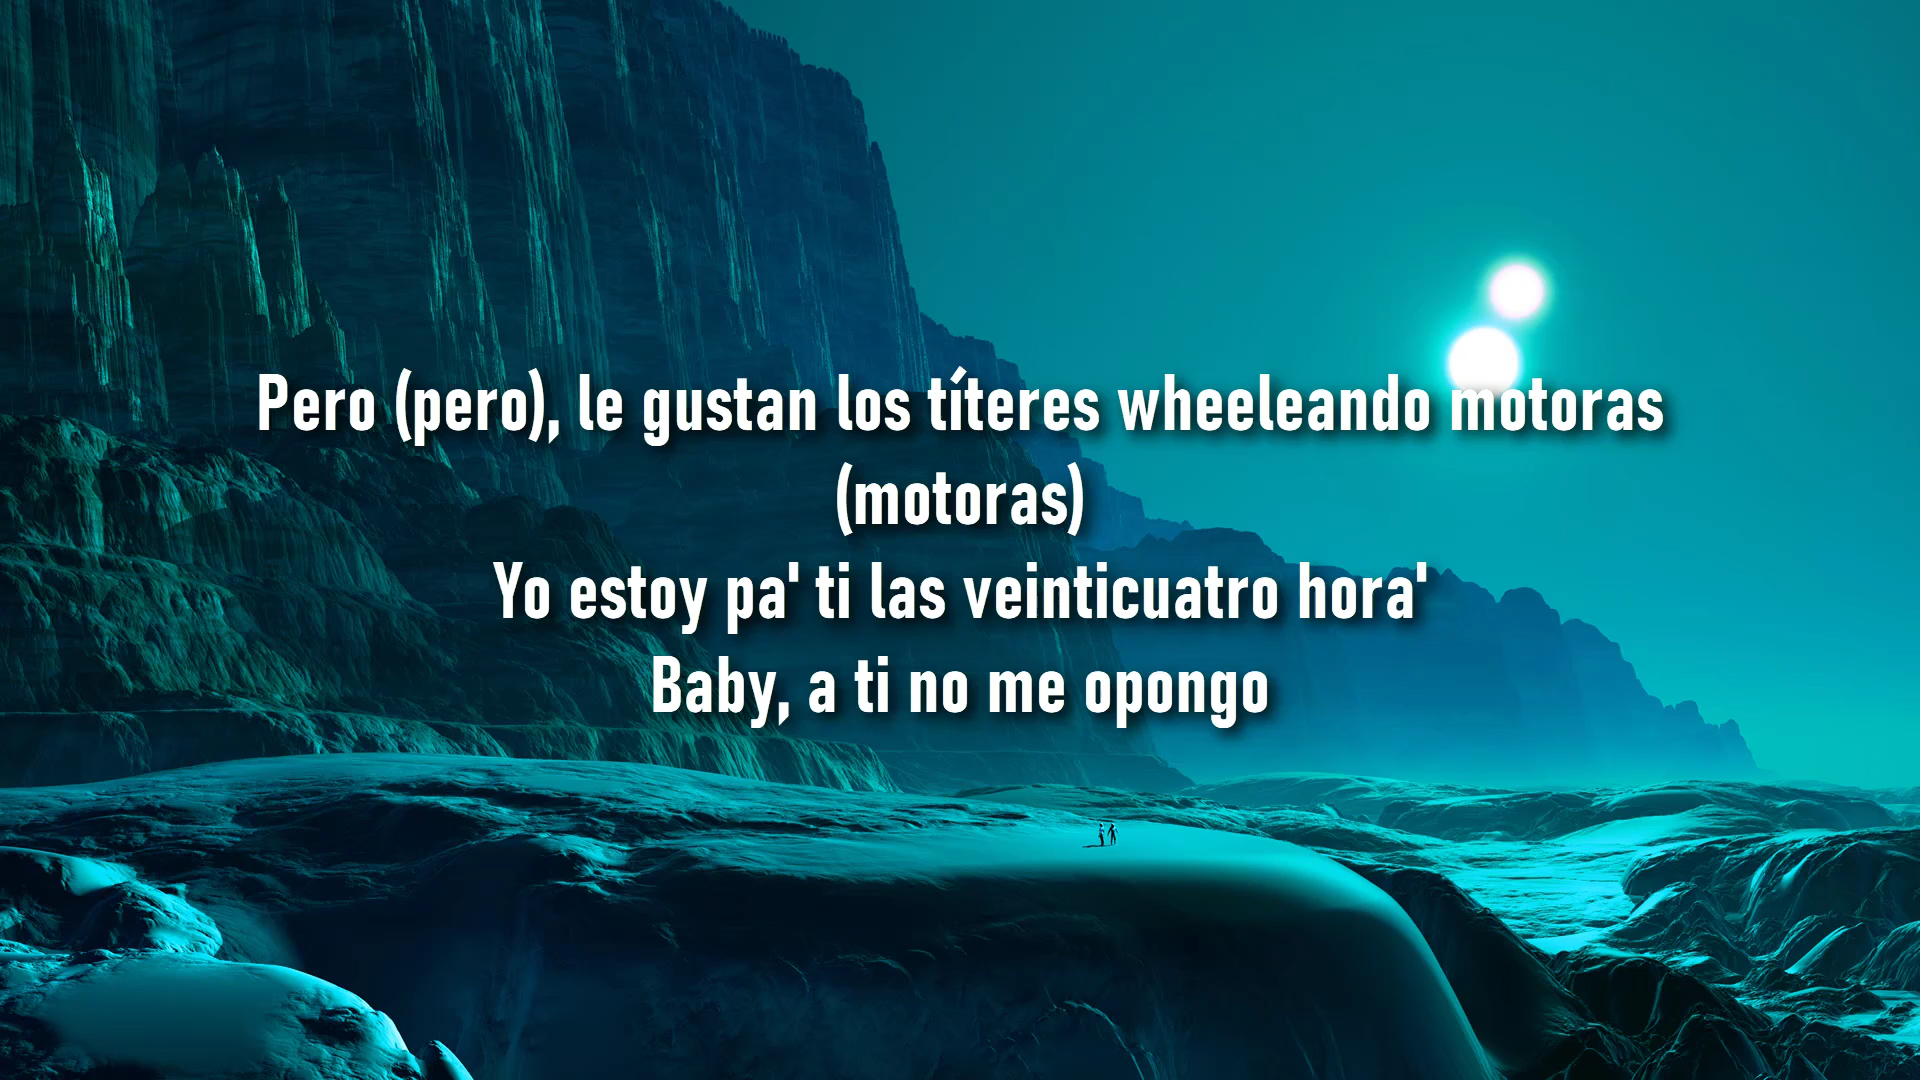 Pero (pero), le gustan los títeres wheeleando motoras
(motoras)
Yo estoy pa' ti las veinticuatro hora'
Baby, a ti no me opongo